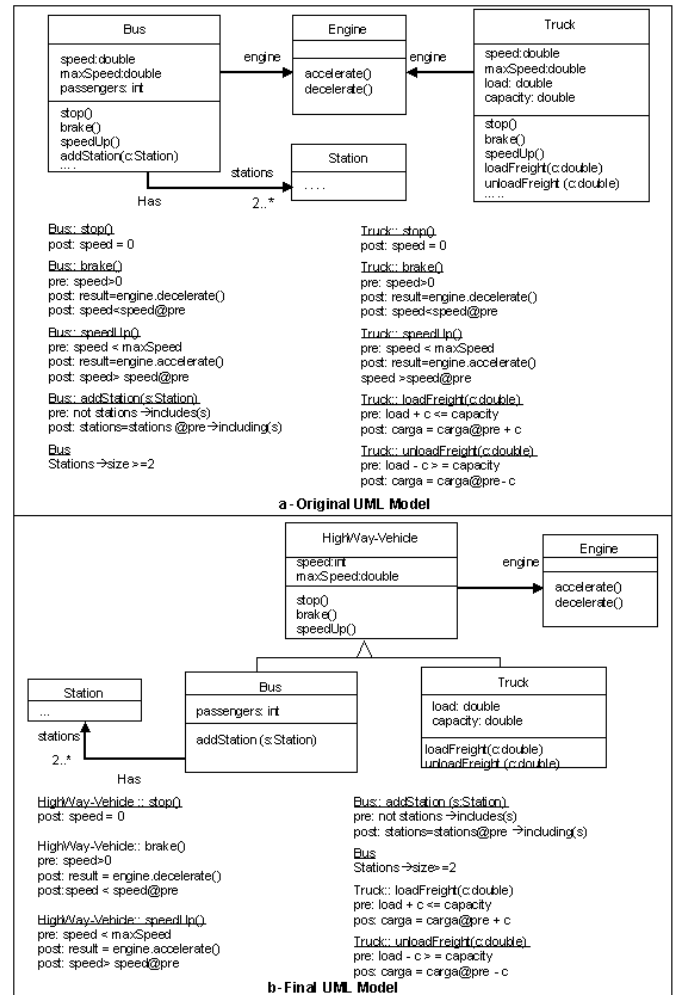 Bus
speed:double
maxSpeed:double
passengers: int
stop()
brake()
speedUp()
addStation(c:Station)
.....
engine
Engine
accelerate()
decelerate()
engine
Truck
speed:double
maxSpeed:double
load: double
capacity: double
stop()
brake()
speedUp()
loadFreight(c:double)
unloadFreight (c:double)
.....
Has
stations
2..*
Station
....
Bus:: stop()
post: speed = 0
Bus:: brake()
pre: speed>0
post: result=engine.decelerate()
post: speed<speed@pre
Bus:: speedUp()
pre: speed < maxSpeed
post: result=engine.accelerate()
post: speed> speed@pre
Bus:: addStation(s:Station)
pre: not stations →includes(s)
post: stations=stations @pre→including(s)
Bus
Stations →size >=2
Truck:: stop()
post: speed = 0
Truck:: brake()
pre: speed>0
post: result=engine.decelerate()
post: speed<speed@pre
Truck:: speedUp()
pre: speed < maxSpeed
post: result=engine.accelerate()
speed >speed@pre
Truck:: loadFreight(c:double)
pre: load + c <= capacity
post: carga = carga@pre + c
Truck:: unloadFreight(c:double)
pre: load - c > = capacity
post: carga = carga@pre - c
a - Original UML Model
HighWay-Vehicle
speed:int
maxSpeed:double
stop()
brake()
speedUp()
engine
Engine
accelerate()
decelerate()
Station
...
stations
2..*
Has
Bus
passengers: int
addStation (s:Station)
Truck
load: double
capacity: double
loadFreight(c:double)
unloadFreight (c:double)
HighWay-Vehicle :: stop()
post: speed = 0
HighWay-Vehicle:: brake()
pre: speed>0
post: result = engine.decelerate()
post:speed < speed@pre
HighWay-Vehicle:: speedUp()
pre: speed < maxSpeed
post: result = engine.accelerate()
post: speed> speed@pre
Bus:: addStation (s:Station)
pre: not stations →includes(s)
post: stations=stations@pre →including(s)
Bus
Stations →size>=2
Truck:: loadFreight(c:double)
pre: load + c <= capacity
pos: carga = carga@pre + c
Truck:: unloadFreight(c:double)
pre: load - c > = capacity
pos: carga = carga@pre - c
b- Final UML Model